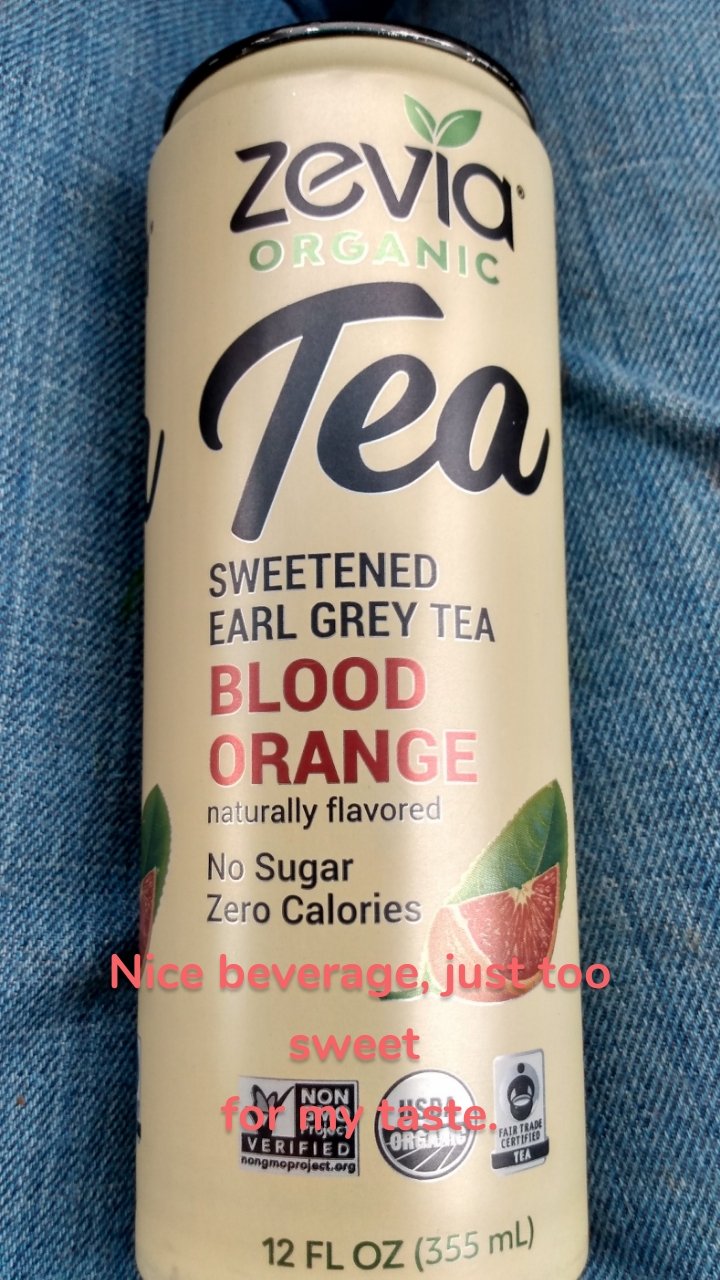 zevia®
ORGANIC
Tea
SWEETENED
EARL GREY TEA
BLOOD
ORANGE
naturally flavored
No Sugar
Zero Calories
Nice beverage, just too
sweet
for my taste.
NON
GMO
Project
VERIFIED
nongmoproject.org
USDA
ORGANIC
FAIR TRADE
CERTIFIED
TEA
12 FL OZ (355 mL)